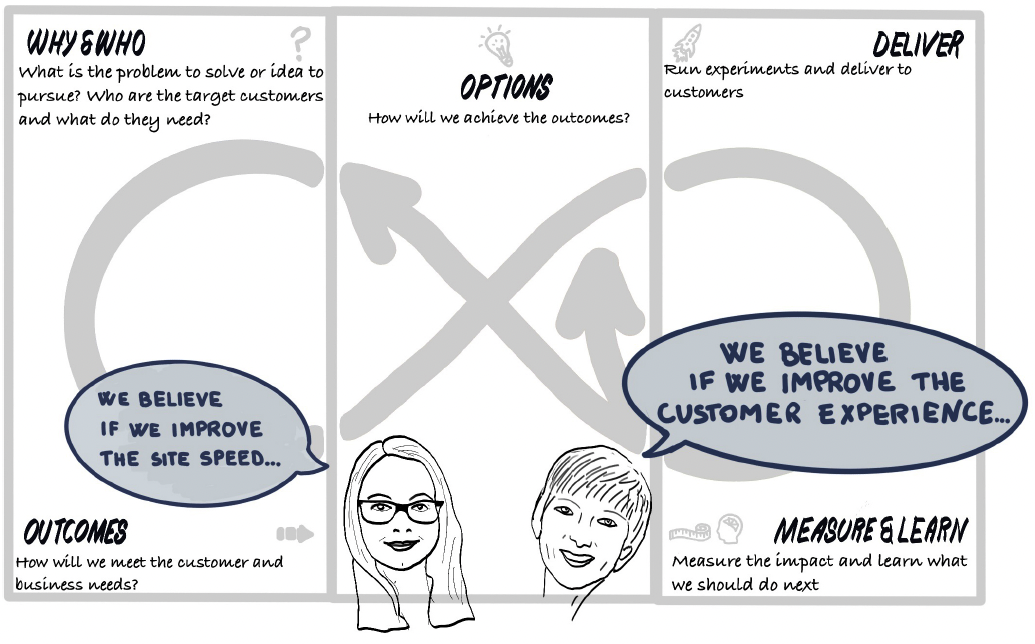 WHY & WHO
What is the problem to solve or idea to
pursue? Who are the target customers
and what do they need?
OPTIONS
How will we achieve the outcomes?
DELIVER
Run experiments and deliver to
customers
WE BELIEVE
IF WE IMPROVE
THE SITE SPEED...
WE BELIEVE
IF WE IMPROVE THE
CUSTOMER EXPERIENCE...
OUTCOMES
How will we meet the customer and
business needs?
MEASURE & LEARN
Measure the impact and learn what
we should do next